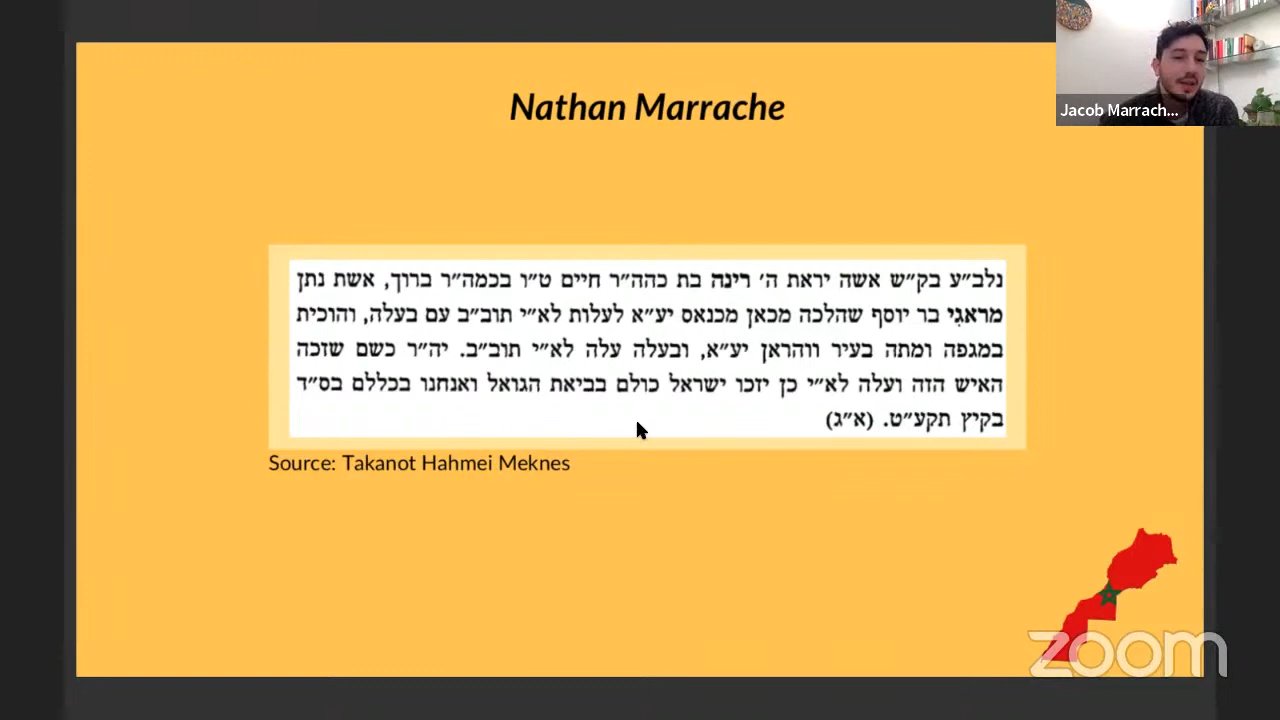 Jacob Marrach...
Nathan Marrache
נלב״ע בק״ש אשה יראת ה׳ רינה בת כהה״ר חיים ט״ו בכמה״ר ברוך, אשת נתן
מראגִי בר יוסף שהלכה מכאן מכנאס יע״א לעלות לא״י תוב״ב עם בעלה, והוכית
במגפה ומתה בעיר ווהראן יע״א, ובעלה עלה לא״י תוב״ב. יה״ר כשם שזכה
האיש הזה ועלה לא״י כן יזכו ישראל כולם בביאת הגואל ואנחנו בכללם בס״ד
בקיץ תקע״ט. (א״ג)
Source: Takanot Hahmei Meknes
zoom